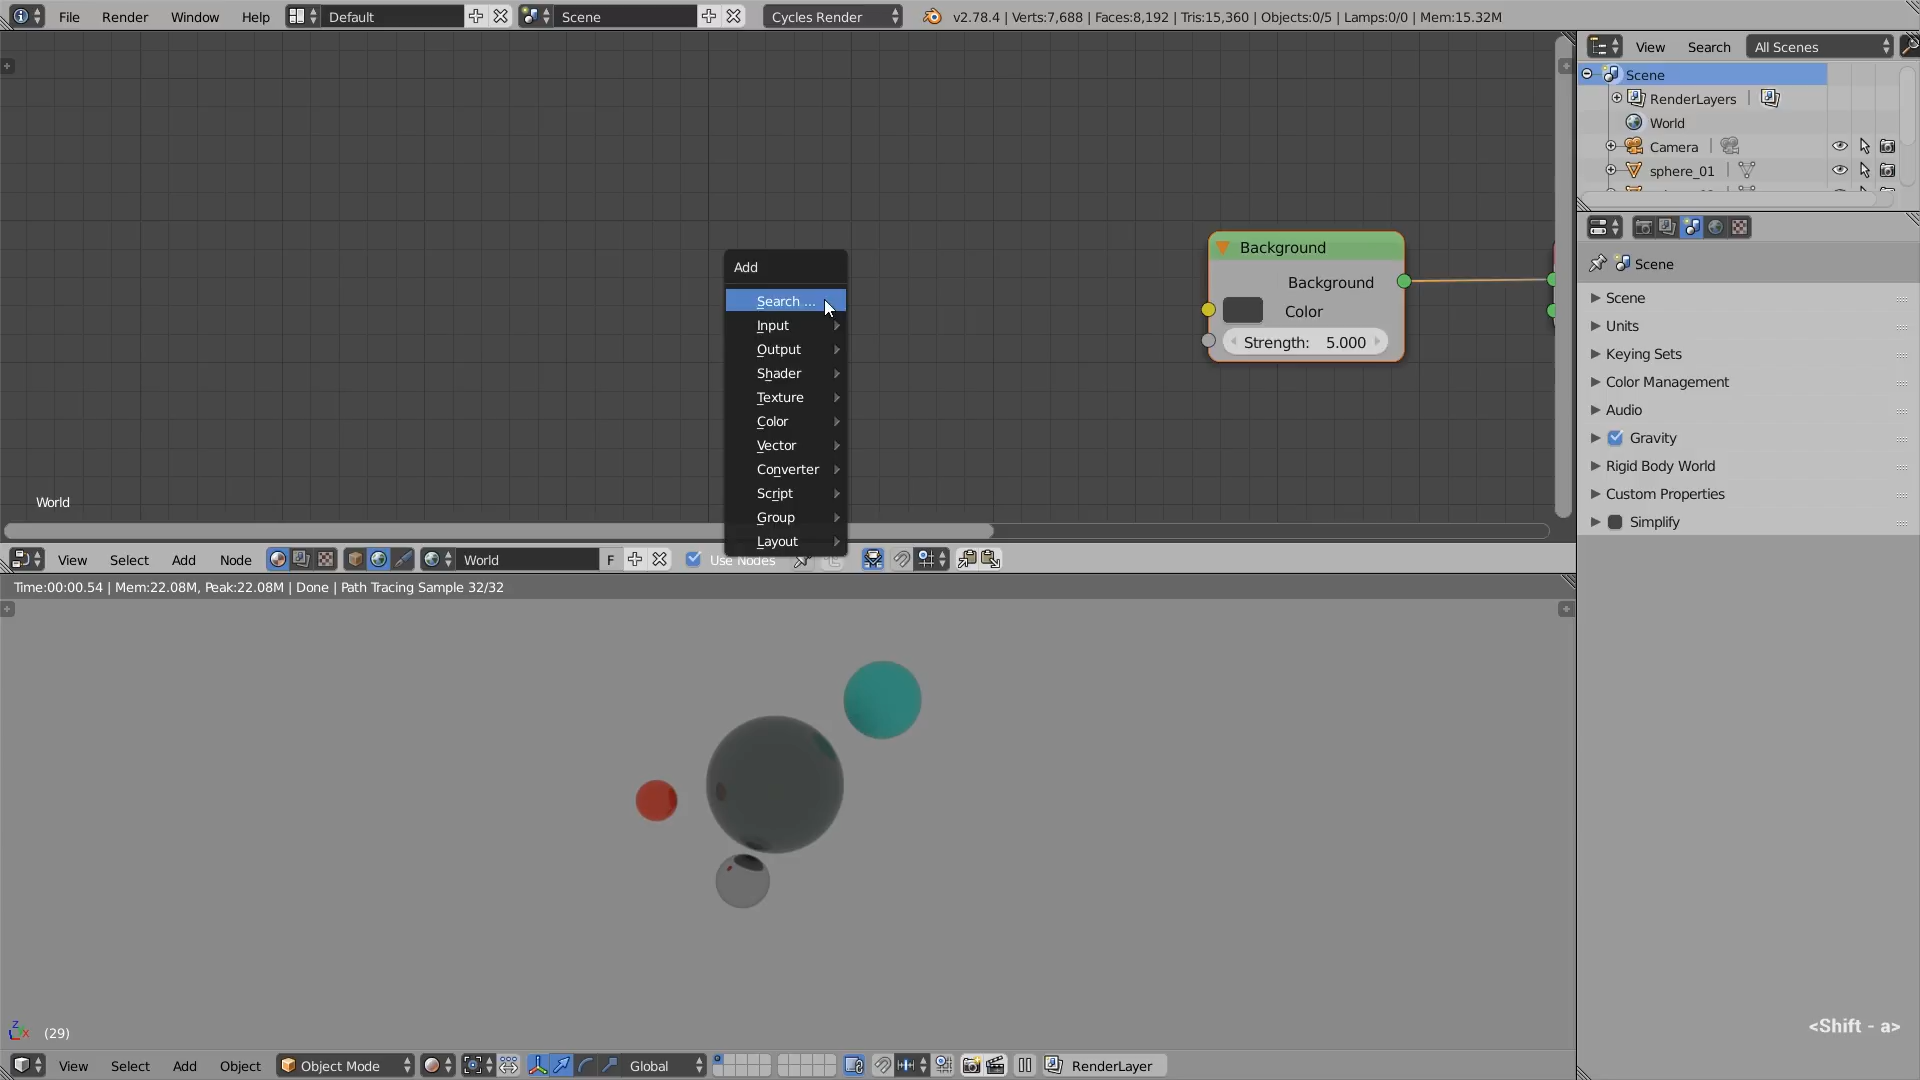 File Render Window Help Default Scene Cycles Render v2.78.4 | Verts:7,688 | Faces:8,192 | Tris:15,360 | Objects:0/5 | Lamps:0/0 | Mem:15.32M
View Search All Scenes
Scene
RenderLayers
World
Camera
sphere_01
Scene
Scene
Units
Keying Sets
Color Management
Audio
Gravity
Rigid Body World
Custom Properties
Simplify
Background
Background
Color
Strength: 5.000
Add
Search ...
Input
Output
Shader
Texture
Color
Vector
Converter
Script
Group
Layout
World
View Select Add Node World F Use Nodes
Time:00:00.54 | Mem:22.08M, Peak:22.08M | Done | Path Tracing Sample 32/32
<Shift - a>
(29)
View Select Add Object Object Mode Global RenderLayer